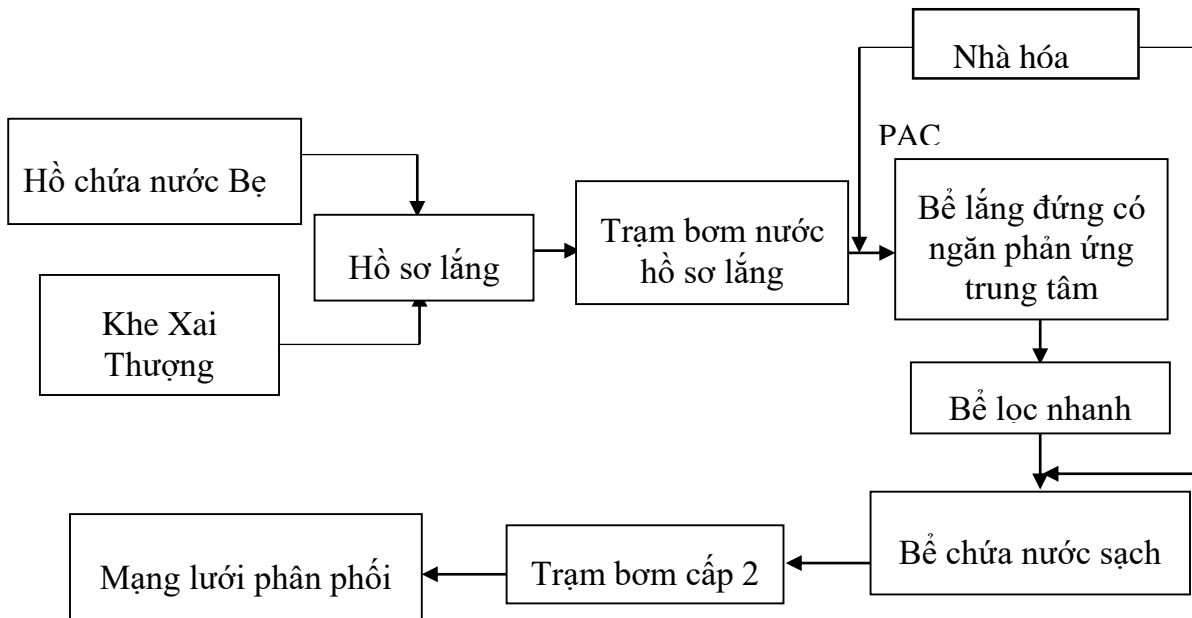 Nhà hóa
PAC
Hồ chứa nước Bẹ
Hồ sơ lắng
Trạm bơm nước
hồ sơ lắng
Bể lắng đứng có
ngăn phản ứng
trung tâm
Khe Xai
Thượng
Bể lọc nhanh
Bể chứa nước sạch
Trạm bơm cấp 2
Mạng lưới phân phối